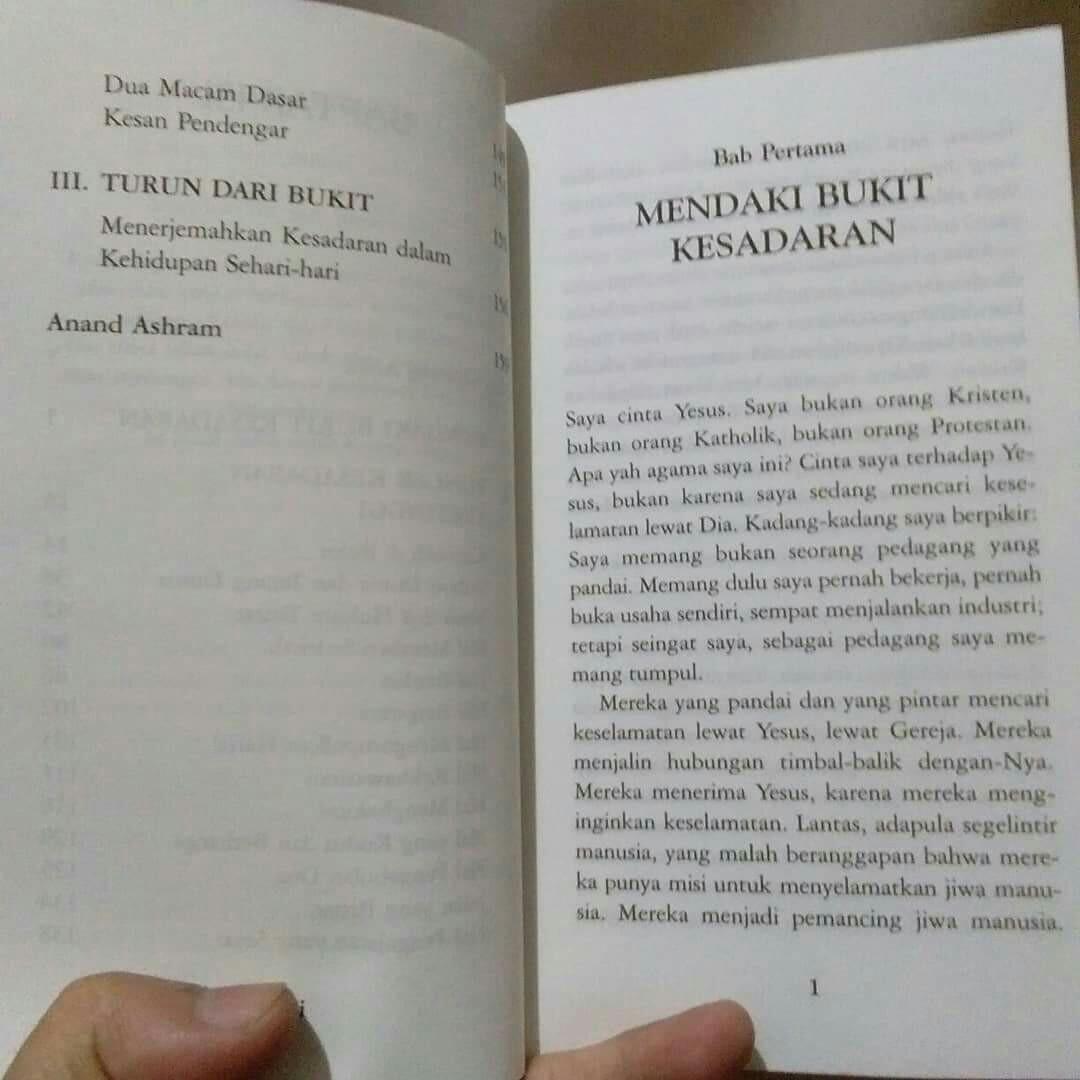 Dua Macam Dasar
Kesan Pendengar
III. TURUN DARI BUKIT
Menerjemahkan Kesadaran dalam
Kehidupan Sehari-hari
Anand Ashram
i
Bab Pertama
MENDAKI BUKIT
KESADARAN
Saya cinta Yesus. Saya bukan orang Kristen,
bukan orang Katholik, bukan orang Protestan.
Apa yah agama saya ini? Cinta saya terhadap Ye-
sus, bukan karena saya sedang mencari kese-
lamatan lewat Dia. Kadang-kadang saya berpikir:
Saya memang bukan seorang pedagang yang
pandai. Memang dulu saya pernah bekerja, pernah
buka usaha sendiri, sempat menjalankan industri;
tetapi seingat saya, sebagai pedagang saya me-
mang tumpul.
Mereka yang pandai dan yang pintar mencari
keselamatan lewat Yesus, lewat Gereja. Mereka
menjalin hubungan timbal-balik dengan-Nya.
Mereka menerima Yesus, karena mereka meng-
inginkan keselamatan. Lantas, adapula segelintir
manusia, yang malah beranggapan bahwa mere-
ka punya misi untuk menyelamatkan jiwa manu-
sia. Mereka menjadi pemancing jiwa manusia.
1